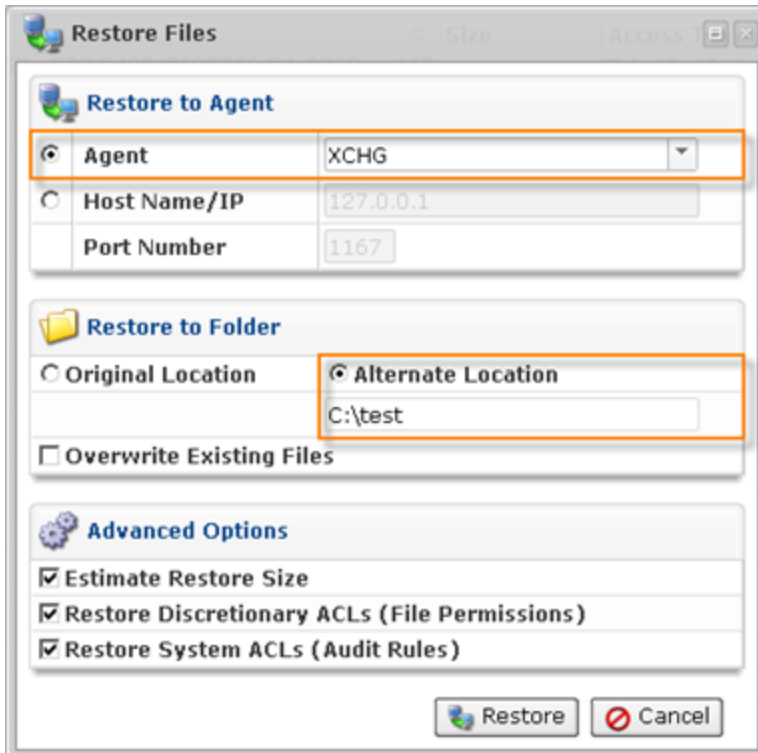 Restore Files
Size Access T
Restore to Agent
Agent XCHG
Host Name/IP 127.0.0.1
Port Number 1167
Restore to Folder
Original Location Alternate Location
C:\test
Overwrite Existing Files
Advanced Options
Estimate Restore Size
Restore Discretionary ACLs (File Permissions)
Restore System ACLs (Audit Rules)
Restore Cancel